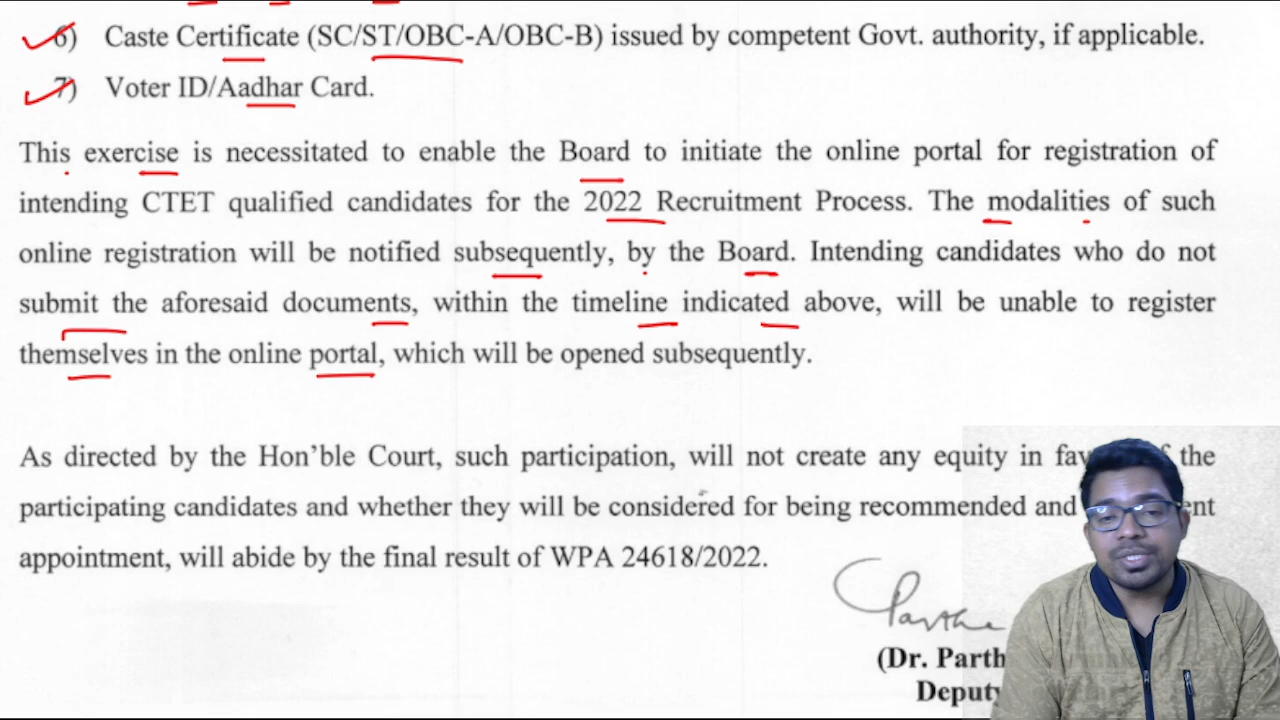 6) Caste Certificate (SC/ST/OBC-A/OBC-B) issued by competent Govt. authority, if applicable.
7) Voter ID/Aadhar Card.
This exercise is necessitated to enable the Board to initiate the online portal for registration of
intending CTET qualified candidates for the 2022 Recruitment Process. The modalities of such
online registration will be notified subsequently, by the Board. Intending candidates who do not
submit the aforesaid documents, within the timeline indicated above, will be unable to register
themselves in the online portal, which will be opened subsequently.
As directed by the Hon'ble Court, such participation, will not create any equity in the
participating candidates and whether they will be considered for being recommended and
appointment, will abide by the final result of WPA 24618/2022.
Partha
(Dr. Parth
Deputy